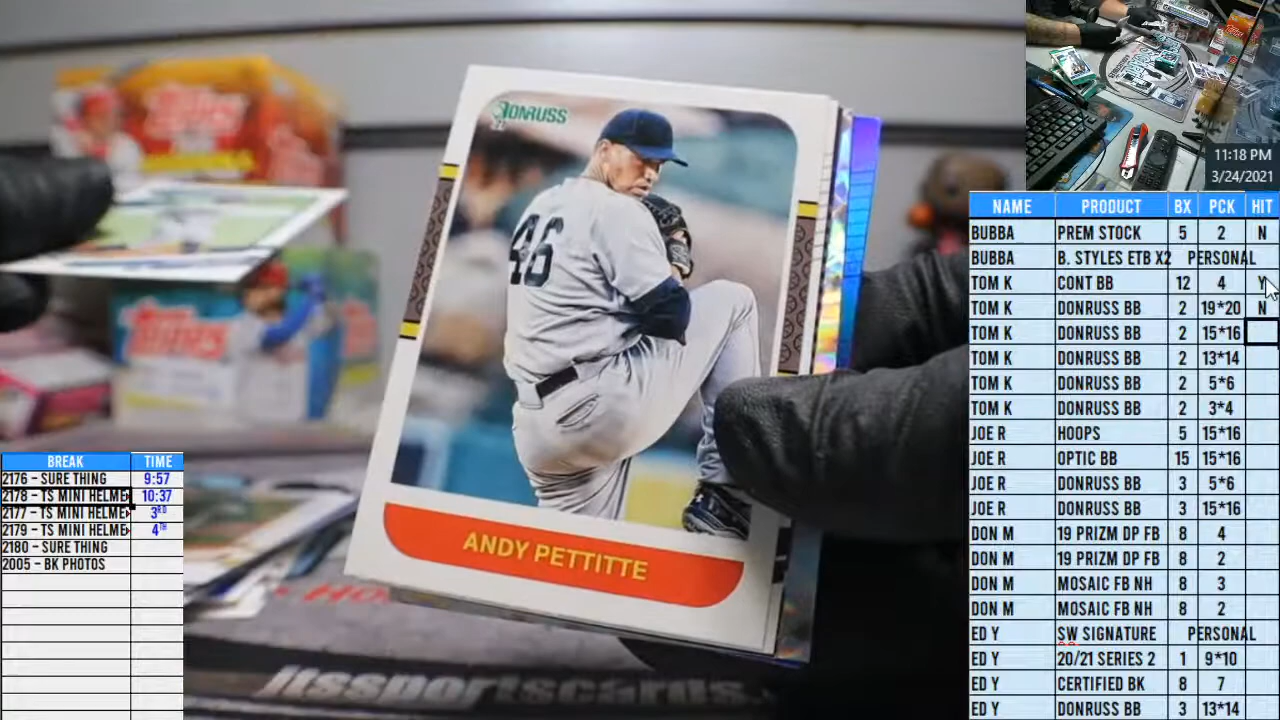 Topps
DONRUSS
46
ANDY PETTITTE
TOPPS
jtssportscards.
11:18 PM
3/24/2021
NAME PRODUCT BX PCK HIT
BUBBA PREM STOCK 5 2 N
BUBBA B. STYLES ETB X2 PERSONAL
TOM K CONT BB 12 4 Y
TOM K DONRUSS BB 2 19*20 N
TOM K DONRUSS BB 2 15*16
TOM K DONRUSS BB 2 13*14
TOM K DONRUSS BB 2 5*6
TOM K DONRUSS BB 2 3*4
JOE R HOOPS 5 15*16
JOE R OPTIC BB 15 15*16
JOE R DONRUSS BB 3 5*6
JOE R DONRUSS BB 3 15*16
DON M 19 PRIZM DP FB 8 4
DON M 19 PRIZM DP FB 8 2
DON M MOSAIC FB NH 8 3
DON M MOSAIC FB NH 8 2
ED Y SW SIGNATURE PERSONAL
ED Y 20/21 SERIES 2 1 9*10
ED Y CERTIFIED BK 8 7
ED Y DONRUSS BB 3 13*14
BREAK TIME
2176 - SURE THING 9:57
2178 - TS MINI HELME 10:37
2177 - TS MINI HELME 3RD
2179 - TS MINI HELME 4TH
2180 - SURE THING
2005 - BK PHOTOS